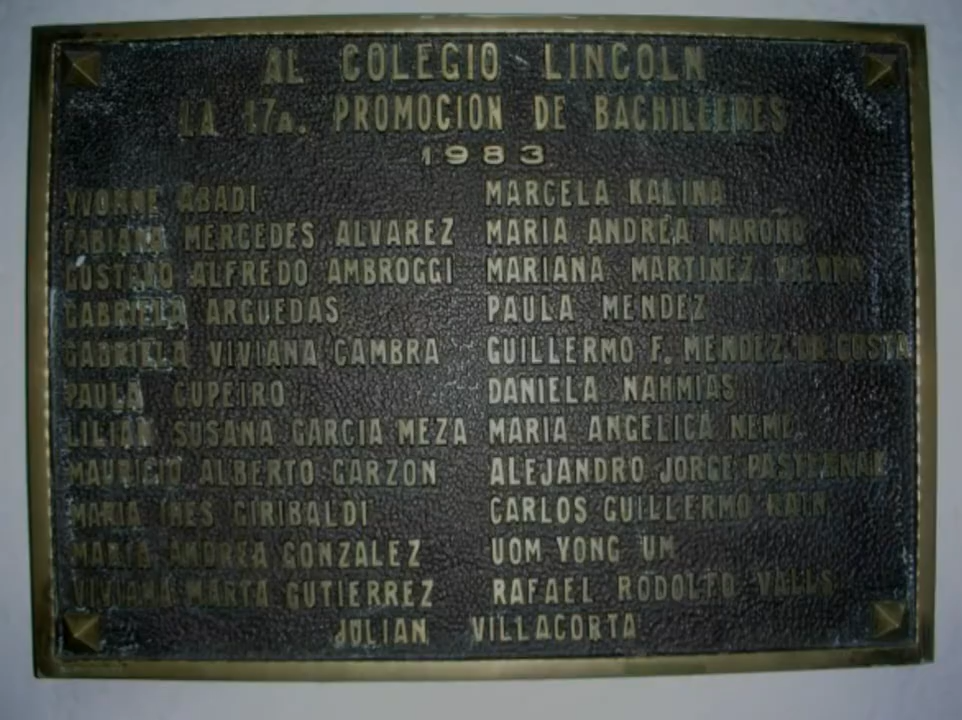 AL COLEGIO LINCOLN
LA 17a. PROMOCION DE BACHILLERES
1983
YVONNE ABADI
FABIANA MERCEDES ALVAREZ
GUSTAVO ALFREDO AMBROGGI
GABRIELA ARGUEDAS
GABRIELA VIVIANA CAMBRA
PAULA CUPEIRO
LILIAN SUSANA GARCIA MEZA
MAURICIO ALBERTO GARZON
MARIA INES GIRIBALDI
MARIA ANDREA GONZALEZ
VIVIANA MARTA GUTIERREZ
MARCELA KALINA
MARIA ANDREA MAROÑO
MARIANA MARTINEZ
PAULA MENDEZ
GUILLERMO F. MENDEZ DE COSTA
DANIELA NAHMIAS
MARIA ANGELICA NEME
ALEJANDRO JORGE PASTERNAK
CARLOS GUILLERMO
UOM YONG UM
RAFAEL RODOLFO VALLS
JULIAN VILLACORTA